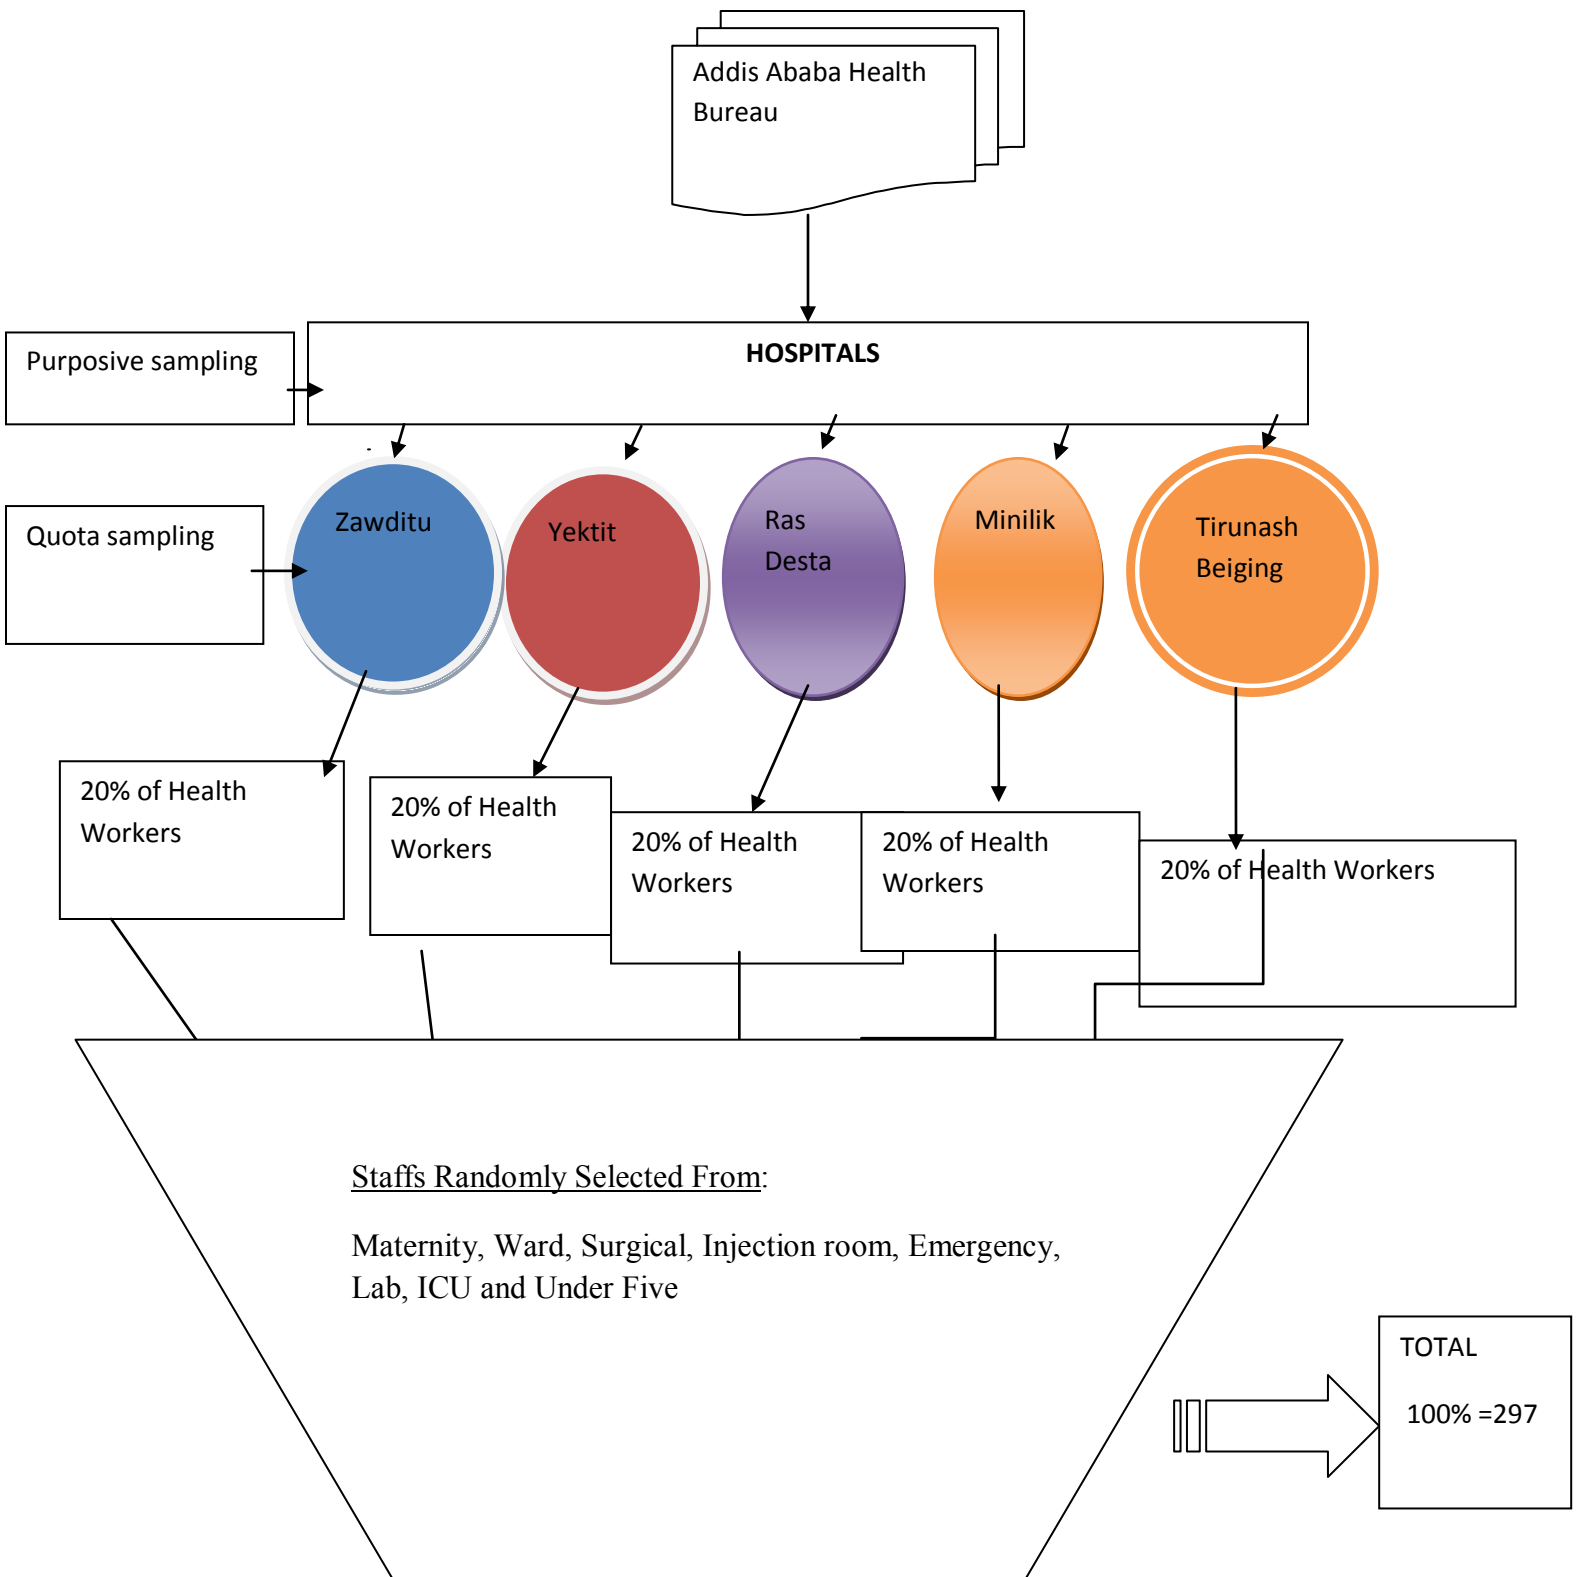 Addis Ababa Health
Bureau
Purposive sampling
HOSPITALS
Quota sampling
Zawditu
Yektit
Ras
Desta
Minilik
Tirunash
Beiging
20% of Health
Workers
20% of Health
Workers
20% of Health
Workers
20% of Health
Workers
20% of Health Workers
Staffs Randomly Selected From:
Maternity, Ward, Surgical, Injection room, Emergency,
Lab, ICU and Under Five
TOTAL
100% =297